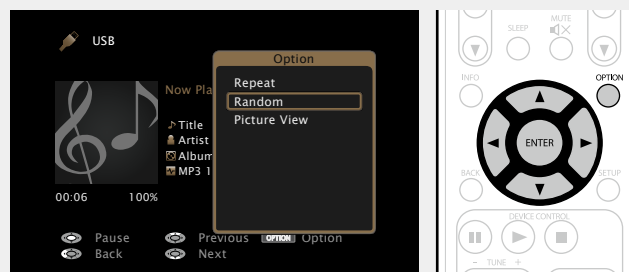 USB
Option
Repeat
Random
Picture View
Now Pla
Title
Artist
Album
MP3 1
00:06 100%
Pause Previous OPTION Option
Back Next
SLEEP MUTE
INFO OPTION
ENTER
BACK SETUP
DEVICE CONTROL
- TUNE +